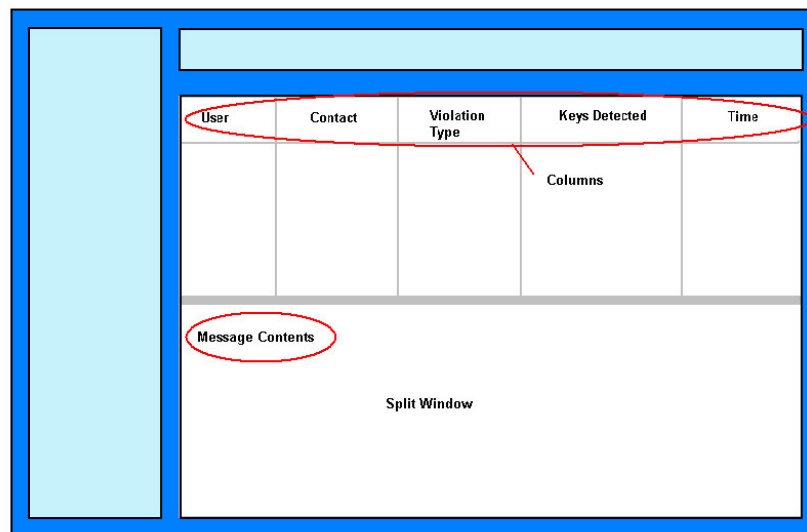 User
Contact
Violation
Type
Keys Detected
Time
Columns
Message Contents
Split Window